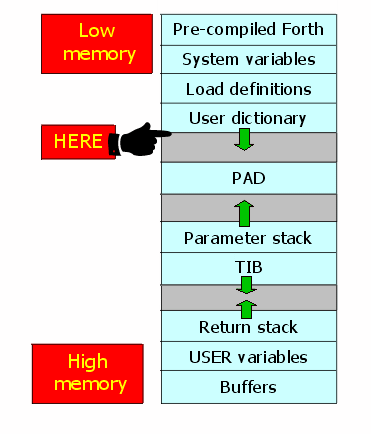 Low
memory
Pre-compiled Forth
System variables
Load definitions
User dictionary
HERE
PAD
Parameter stack
TIB
Return stack
High
memory
USER variables
Buffers